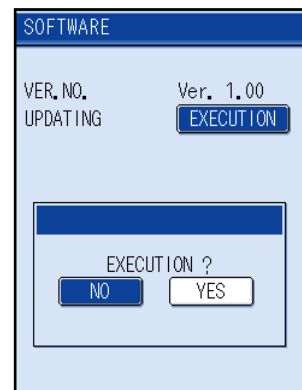 SOFTWARE
VER.NO. Ver. 1.00
UPDATING EXECUTION
EXECUTION ?
NO YES